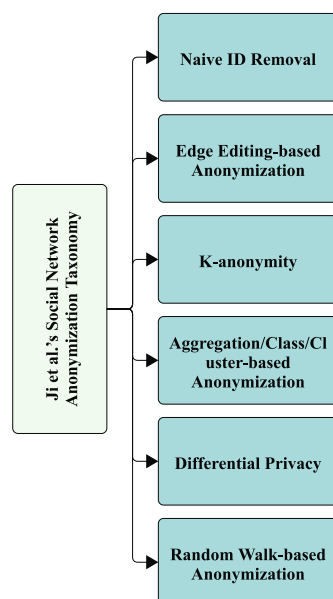 Ji et al.'s Social Network
Anonymization Taxonomy
Naive ID Removal
Edge Editing-based
Anonymization
K-anonymity
Aggregation/Class/Cl
uster-based
Anonymization
Differential Privacy
Random Walk-based
Anonymization